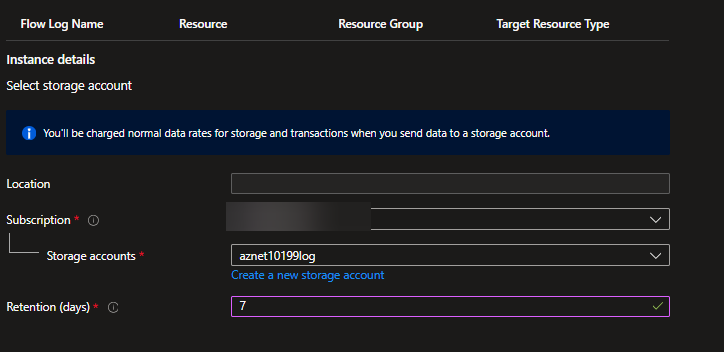 Flow Log Name Resource Resource Group Target Resource Type
Instance details
Select storage account
You'll be charged normal data rates for storage and transactions when you send data to a storage account.
Location
Subscription *
Storage accounts * aznet10199log
Create a new storage account
Retention (days) * 7